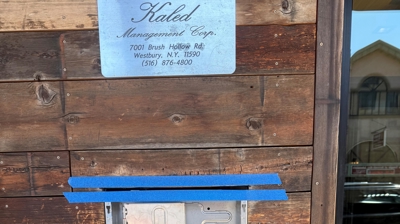 Kaled
Management Corp.
7001 Brush Hollow Rd.
Westbury, N.Y. 11590
(516) 876-4800